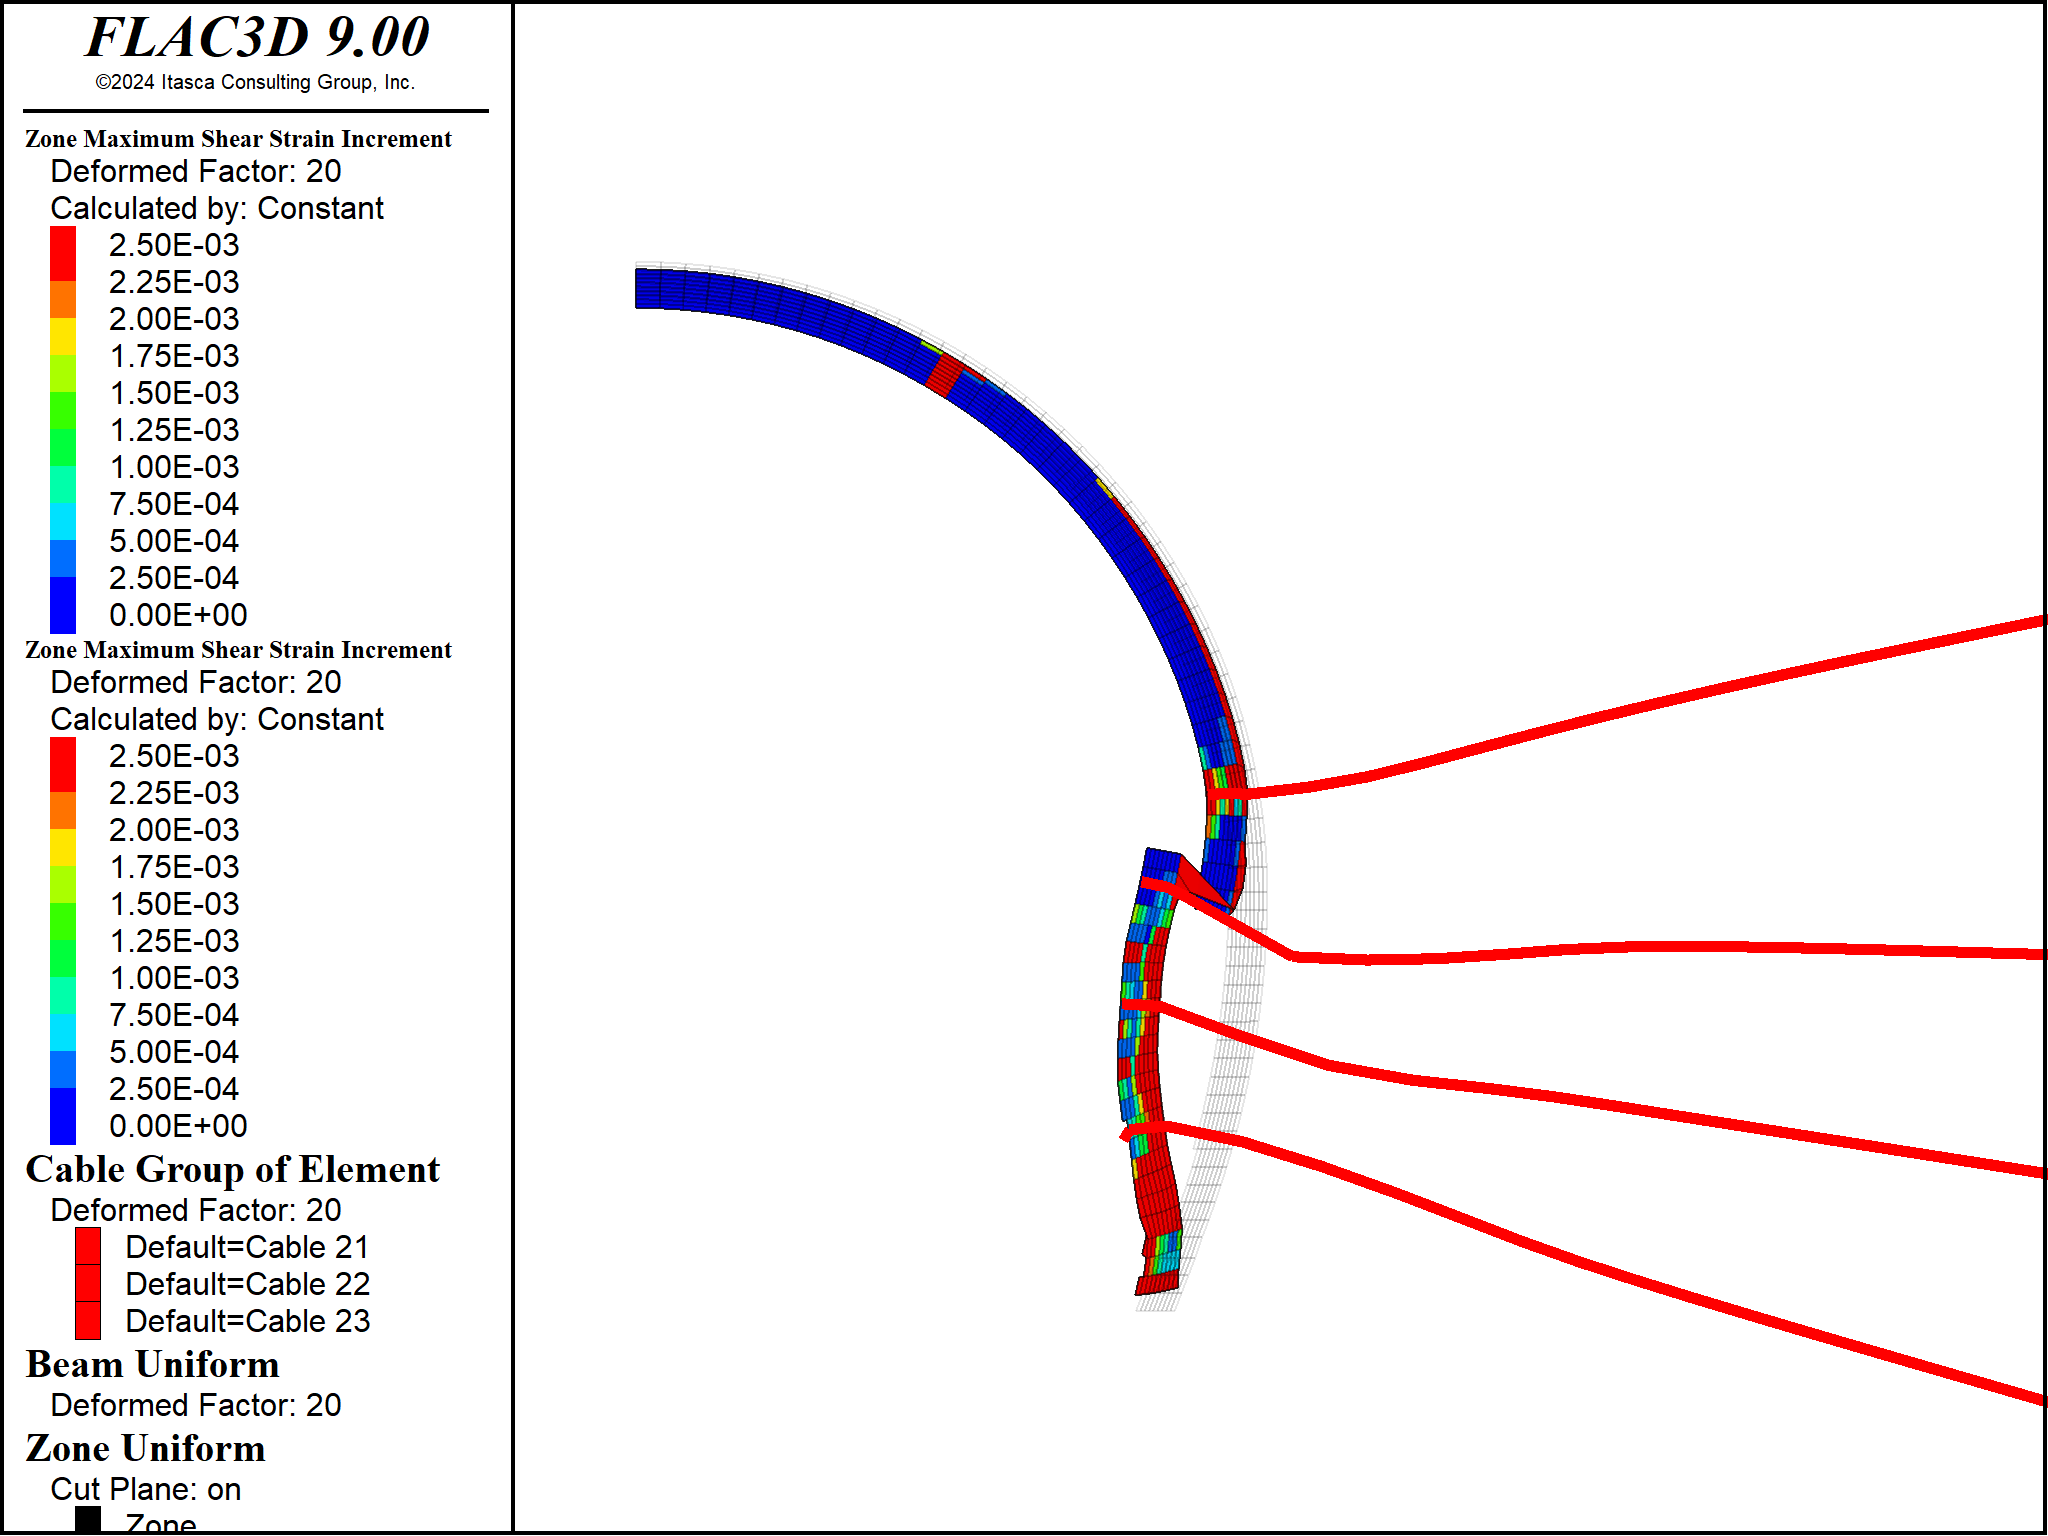 FLAC3D 9.00
©2024 Itasca Consulting Group, Inc.
Zone Maximum Shear Strain Increment
Deformed Factor: 20
Calculated by: Constant
2.50E-03
2.25E-03
2.00E-03
1.75E-03
1.50E-03
1.25E-03
1.00E-03
7.50E-04
5.00E-04
2.50E-04
0.00E+00
Zone Maximum Shear Strain Increment
Deformed Factor: 20
Calculated by: Constant
2.50E-03
2.25E-03
2.00E-03
1.75E-03
1.50E-03
1.25E-03
1.00E-03
7.50E-04
5.00E-04
2.50E-04
0.00E+00
Cable Group of Element
Deformed Factor: 20
Default=Cable 21
Default=Cable 22
Default=Cable 23
Beam Uniform
Deformed Factor: 20
Zone Uniform
Cut Plane: on
Zone